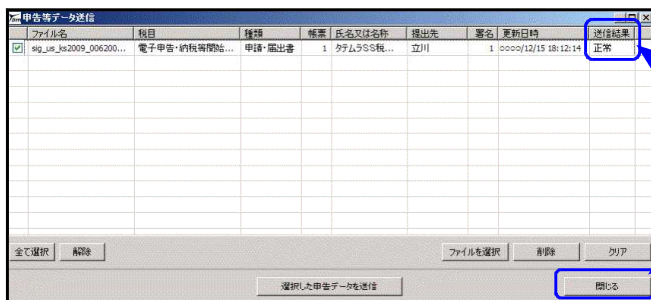 申告等データ送信
ファイル名 税目 種類 帳票 氏名又は名称 提出先 署名 更新日時 送信結果
sig_us_ks2009_006200... 電子申告・納税等開始... 申請・届出書 1 タテムラSS税... 立川 1 0000/12/15 18:12:14 正常
全て選択 解除 ファイルを選択 削除 クリア
選択した申告データを送信 閉じる